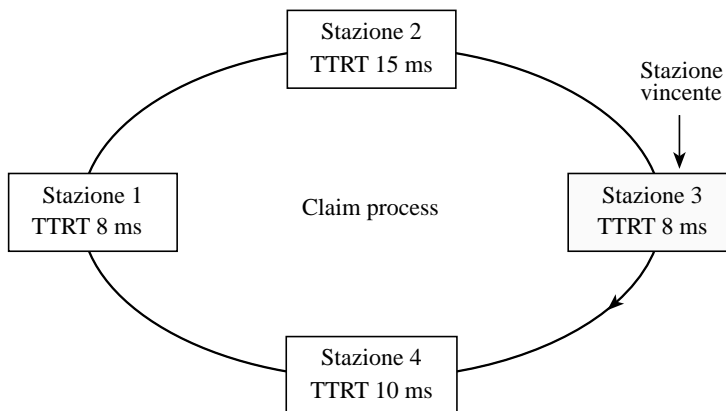 Stazione 2
TTRT 15 ms
Stazione
vincente
Stazione 1
TTRT 8 ms
Claim process
Stazione 3
TTRT 8 ms
Stazione 4
TTRT 10 ms